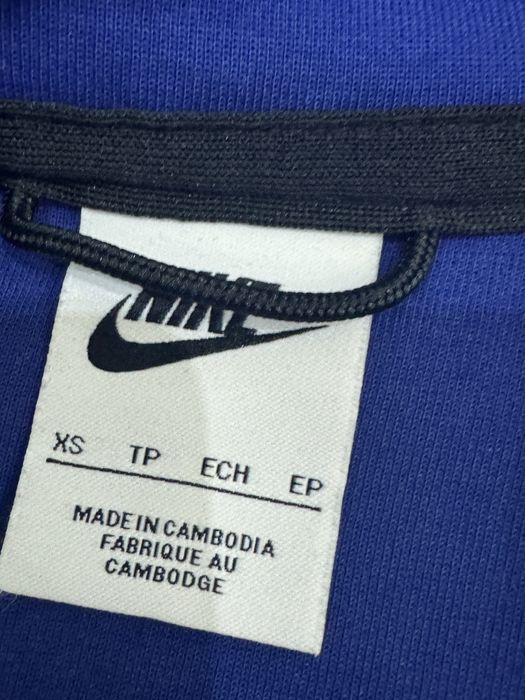 NIKE
XS TP ECH EP
MADE IN CAMBODIA
FABRIQUE AU
CAMBODGE